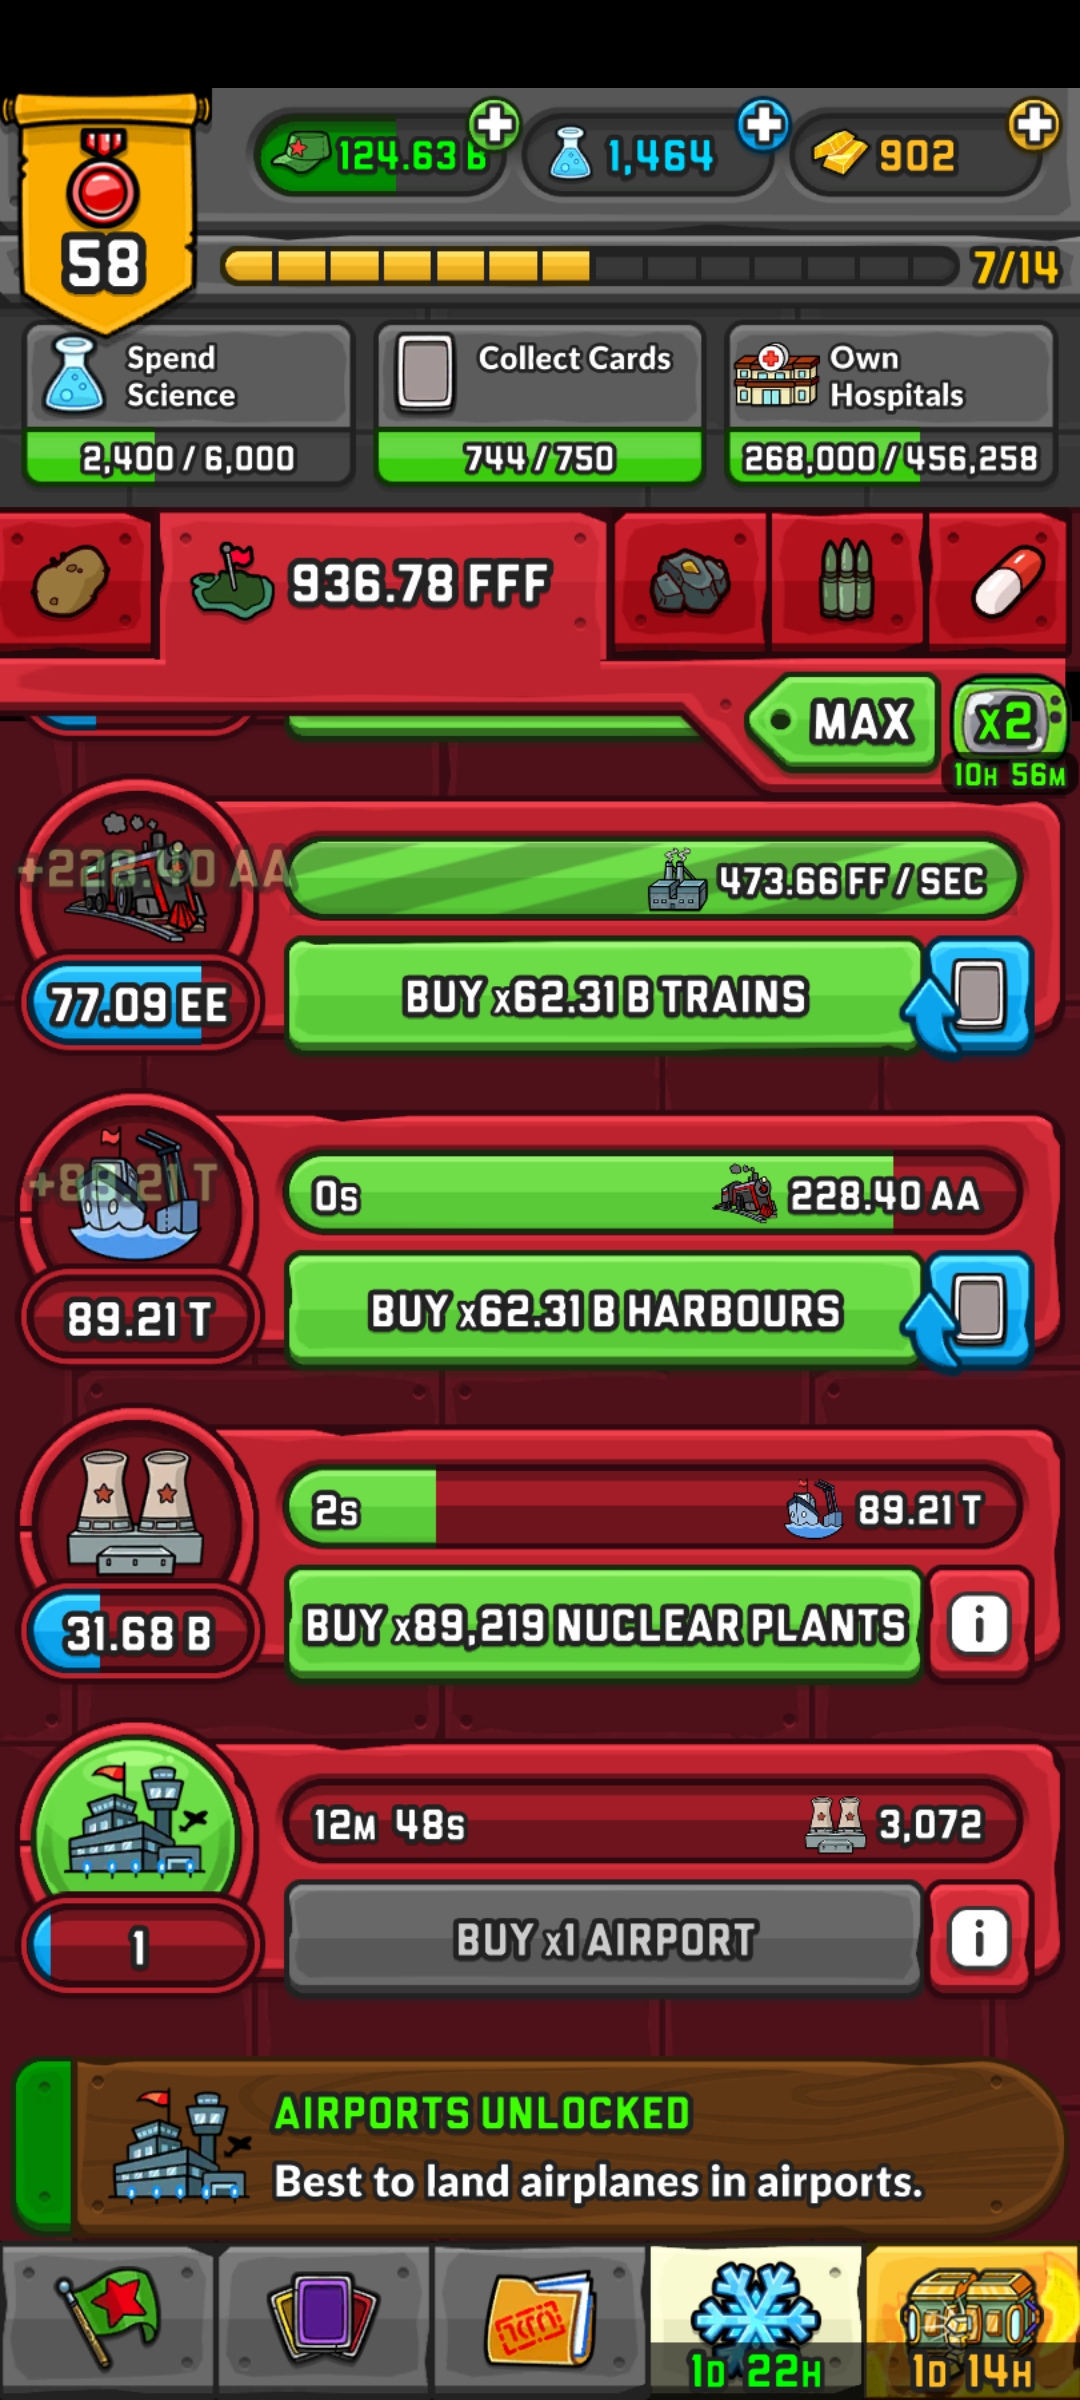 58
124.63 B
1,464
902
7/14
Spend
Science
2,400 / 6,000
Collect Cards
744 / 750
Own
Hospitals
268,000 / 456,258
936.78 FFF
MAX
x2
10H 56M
+228.40 AA
473.66 FF / SEC
77.09 EE
BUY x62.31 B TRAINS
+89.21 T
0s
228.40 AA
89.21 T
BUY x62.31 B HARBOURS
2s
89.21 T
31.68 B
BUY x89,219 NUCLEAR PLANTS
i
12M 48s
3,072
1
BUY x1 AIRPORT
i
AIRPORTS UNLOCKED
Best to land airplanes in airports.
1D 22H
1D 14H